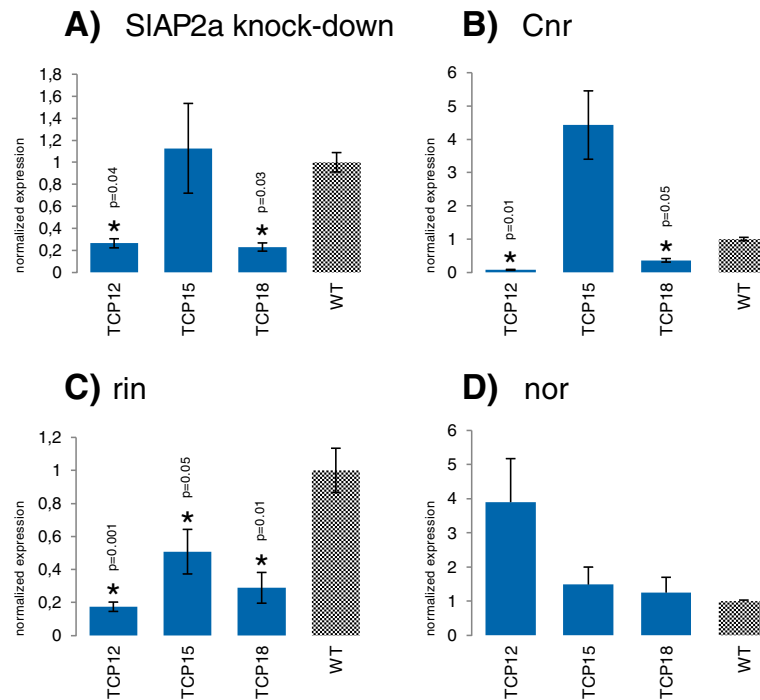 A) SlAP2a knock-down
normalized expression
1,8
1,6
1,4
1,2
1
0,8
0,6
0,4
0,2
0
p=0.04
*
p=0.03
*
TCP12
TCP15
TCP18
WT
B) Cnr
normalized expression
6
5
4
3
2
1
0
p=0.01
*
p=0.05
*
TCP12
TCP15
TCP18
WT
C) rin
normalized expression
1,2
1
0,8
0,6
0,4
0,2
0
p=0.001
*
p=0.05
*
p=0.01
*
TCP12
TCP15
TCP18
WT
D) nor
normalized expression
6
5
4
3
2
1
0
TCP12
TCP15
TCP18
WT